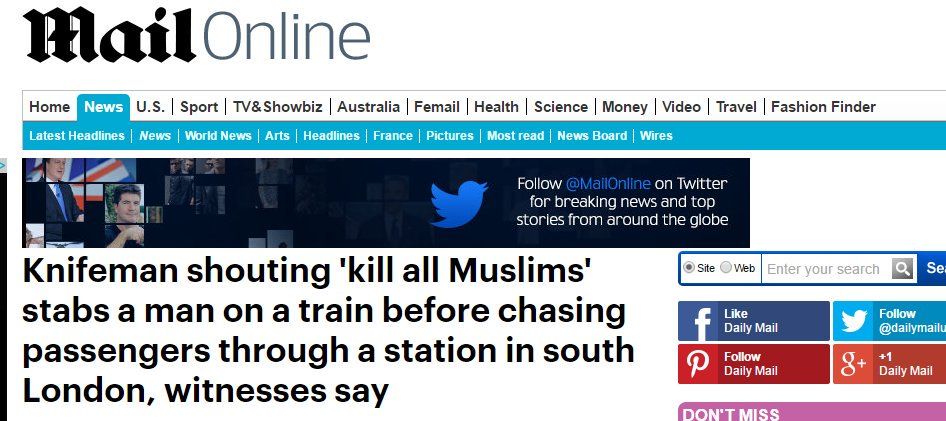 Mail Online
Home News U.S. Sport TV&Showbiz Australia Femail Health Science Money Video Travel Fashion Finder
Latest Headlines News World News Arts Headlines France Pictures Most read News Board Wires
Follow @MailOnline on Twitter
for breaking news and top
stories from around the globe
Knifeman shouting 'kill all Muslims'
stabs a man on a train before chasing
passengers through a station in south
London, witnesses say
Site Web Enter your search Sea
Like
Daily Mail
Follow
@dailymailu
Follow
Daily Mail
+1
Daily Mail
DON'T MISS